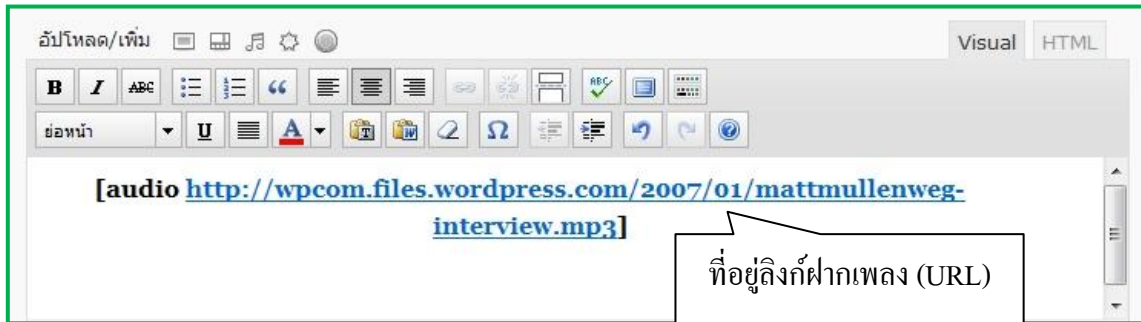 อัปโหลด/เพิ่ม
Visual HTML
B I ABC ABC
ย่อหน้า U A T W Ω
[audio http://wpcom.files.wordpress.com/2007/01/mattmullenweg-
interview.mp3]
ที่อยู่ลิงก์ฝากเพลง (URL)